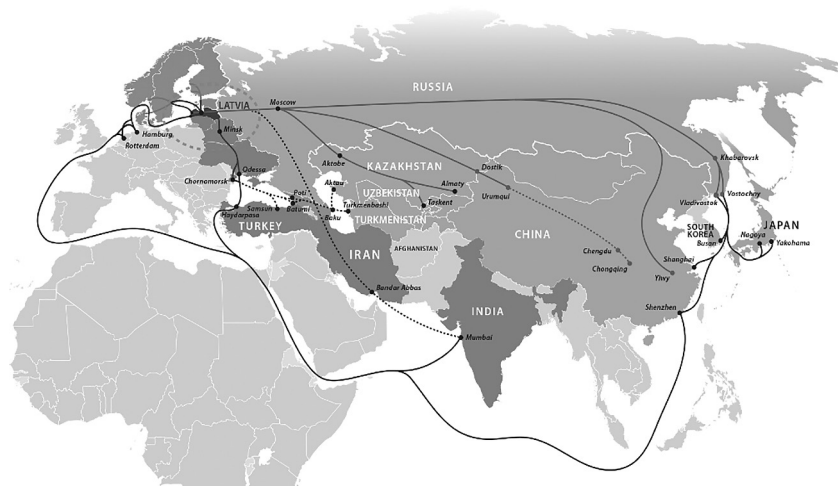 RUSSIA
LATVIA
Moscow
Minsk
Hamburg
Rotterdam
Khabarovsk
Aktobe
KAZAKHSTAN
Dostik
Odessa
Chornomorsk
Almaty
Urumqui
Vostochny
Vladivostok
Aktau
UZBEKISTAN
Poti
Taskent
Turkmenbashi
Samsun
Batumi
Baku
TURKMENISTAN
Haydarpasa
TURKEY
SOUTH
KOREA
JAPAN
Nagoya
Busan
Yakohama
CHINA
AFGHANISTAN
IRAN
Chengdu
Chongqing
Shanghai
Yhvy
Bandar Abbas
Shenzhen
INDIA
Mumbai